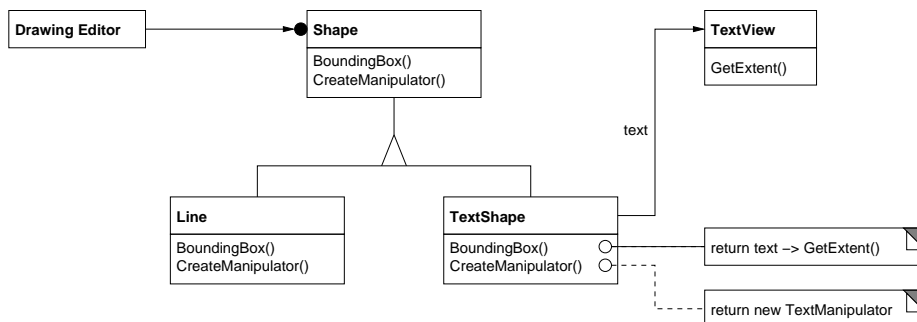 Drawing Editor
Shape
BoundingBox()
CreateManipulator()
TextView
GetExtent()
text
Line
BoundingBox()
CreateManipulator()
TextShape
BoundingBox()
CreateManipulator()
return text –> GetExtent()
return new TextManipulator